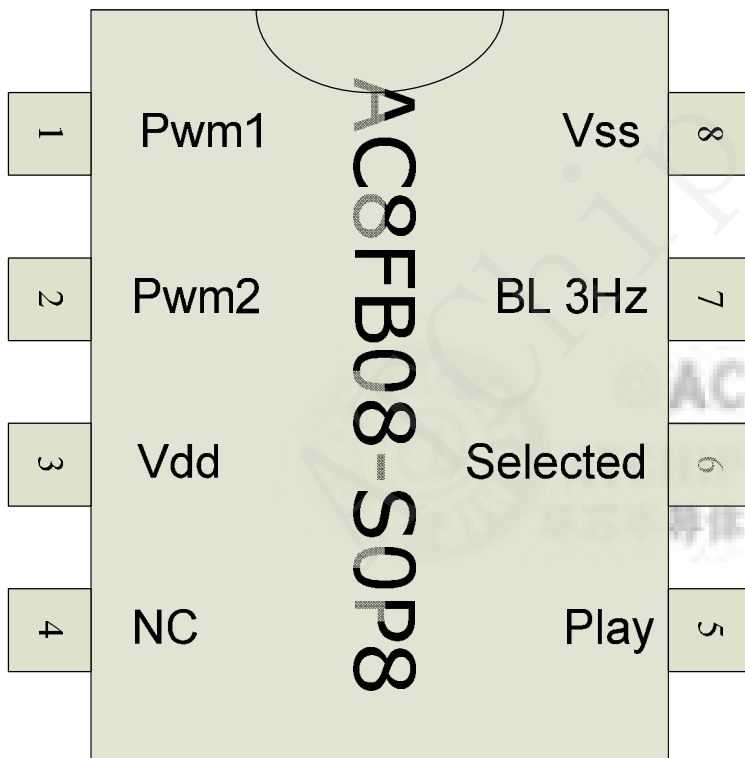 AC8FB08-SOP8
1 Pwm1
Vss 8
2 Pwm2
BL 3Hz 7
3 Vdd
Selected 6
4 NC
Play 5
AC